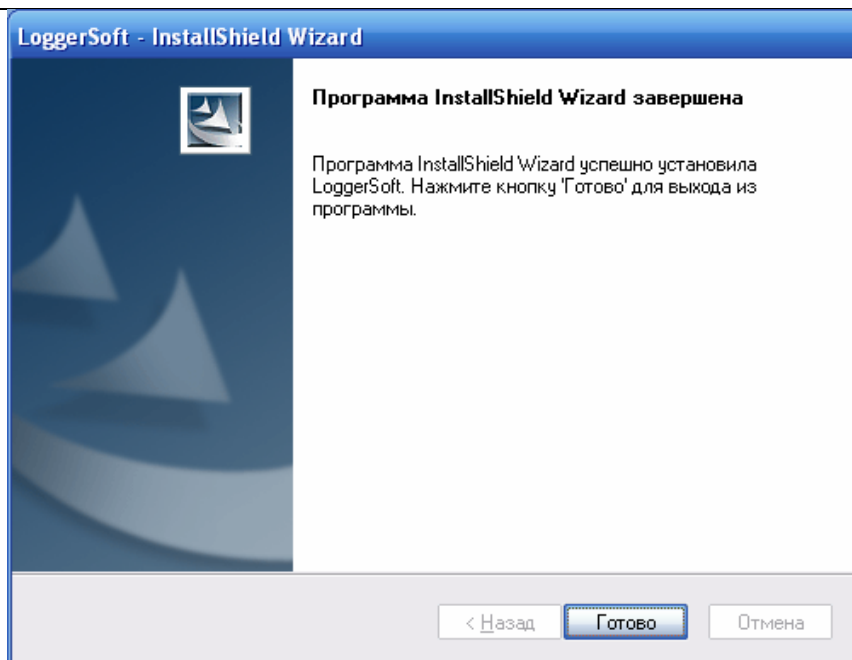 LoggerSoft - InstallShield Wizard
Программа InstallShield Wizard завершена
Программа InstallShield Wizard успешно установила
LoggerSoft. Нажмите кнопку 'Готово' для выхода из
программы.
< Назад
Готово
Отмена